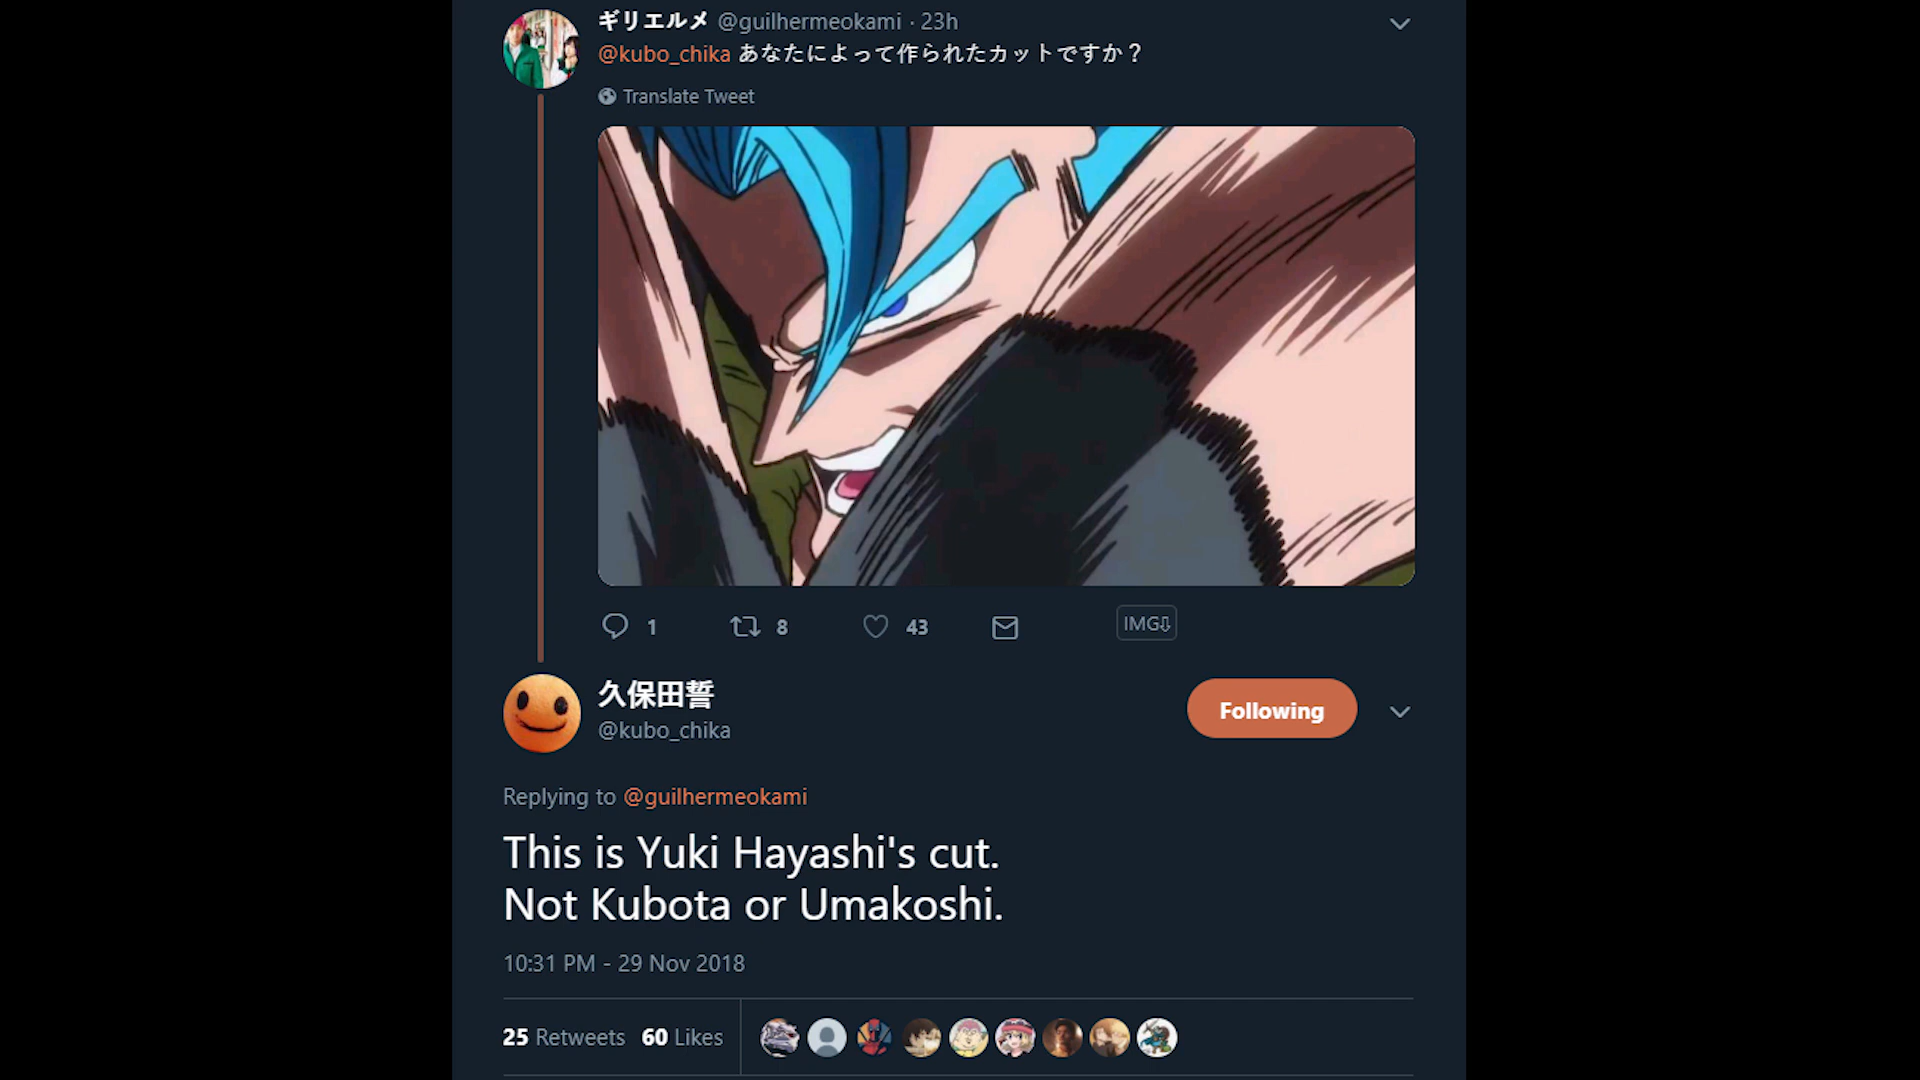 ギリエルメ @guilhermeokami · 23h
@kubo_chika あなたによって作られたカットですか？
Translate Tweet
1 8 43 IMG⇩
久保田誓
@kubo_chika
Following
Replying to @guilhermeokami
This is Yuki Hayashi's cut.
Not Kubota or Umakoshi.
10:31 PM - 29 Nov 2018
25 Retweets 60 Likes